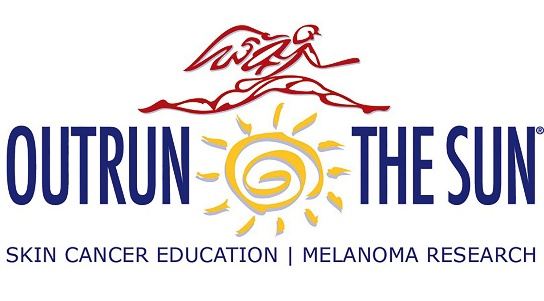 OUTRUN THE SUN®
SKIN CANCER EDUCATION | MELANOMA RESEARCH